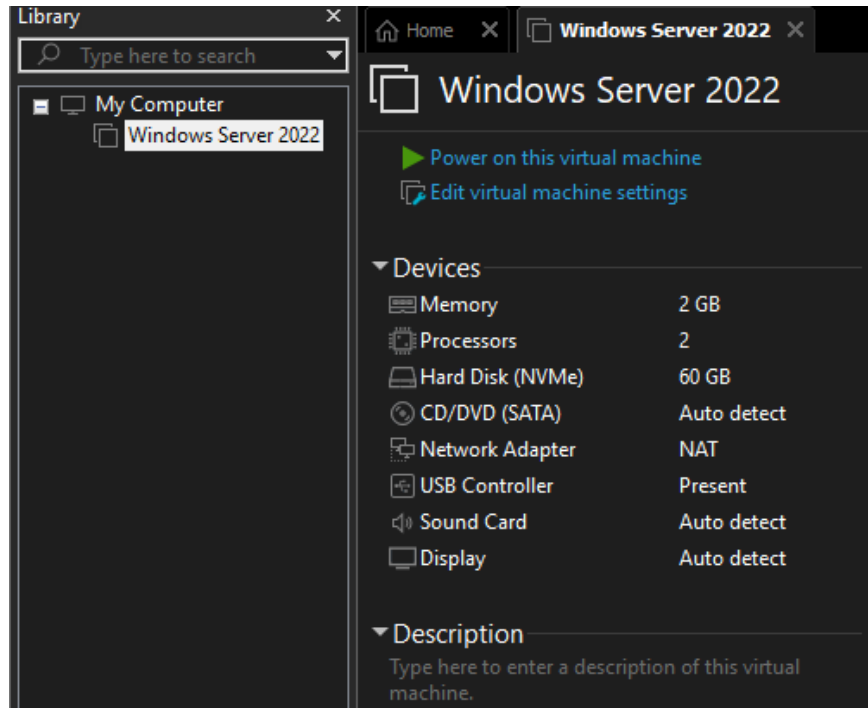 Library
Type here to search
My Computer
Windows Server 2022
Home
Windows Server 2022
Windows Server 2022
Power on this virtual machine
Edit virtual machine settings
Devices
Memory 2 GB
Processors 2
Hard Disk (NVMe) 60 GB
CD/DVD (SATA) Auto detect
Network Adapter NAT
USB Controller Present
Sound Card Auto detect
Display Auto detect
Description
Type here to enter a description of this virtual
machine.